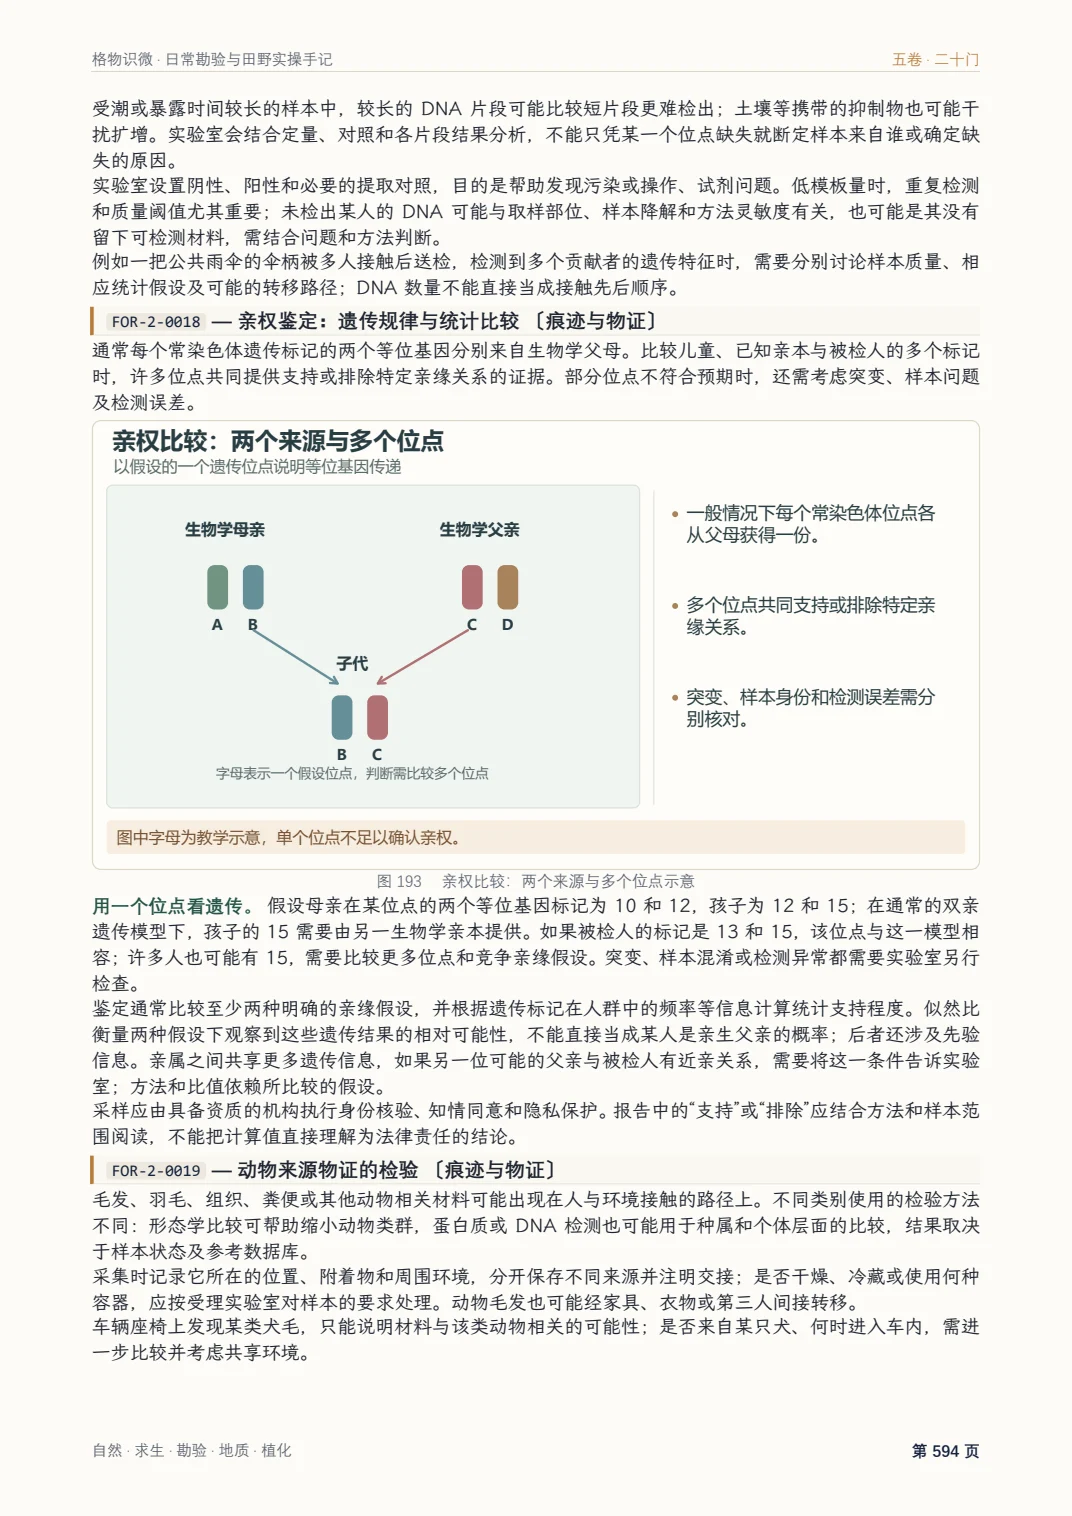 格物识微 · 日常勘验与田野实操手记
五卷 · 二十门
受潮或暴露时间较长的样本中，较长的 DNA 片段可能比较短片段更难检出；土壤等携带的抑制物也可能干
扰扩增。实验室会结合定量、对照和各片段结果分析，不能只凭某一个位点缺失就断定样本来自谁或确定缺
失的原因。
实验室设置阴性、阳性和必要的提取对照，目的是帮助发现污染或操作、试剂问题。低模板量时，重复检测
和质量阈值尤其重要；未检出某人的 DNA 可能与取样部位、样本降解和方法灵敏度有关，也可能是其没有
留下可检测材料，需结合问题和方法判断。
例如一把公共雨伞的伞柄被多人接触后送检，检测到多个贡献者的遗传特征时，需要分别讨论样本质量、相
应统计假设及可能的转移路径；DNA 数量不能直接当成接触先后顺序。
FOR-2-0018 — 亲权鉴定：遗传规律与统计比较 〔痕迹与物证〕
通常每个常染色体遗传标记的两个等位基因分别来自生物学父母。比较儿童、已知亲本与被检人的多个标记
时，许多位点共同提供支持或排除特定亲缘关系的证据。部分位点不符合预期时，还需考虑突变、样本问题
及检测误差。
亲权比较：两个来源与多个位点
以假设的一个遗传位点说明等位基因传递
生物学母亲
生物学父亲
A B
C D
子代
B C
字母表示一个假设位点，判断需比较多个位点
• 一般情况下每个常染色体位点各
从父母获得一份。
• 多个位点共同支持或排除特定亲
缘关系。
• 突变、样本身份和检测误差需分
别核对。
图中字母为教学示意，单个位点不足以确认亲权。
图 193 亲权比较：两个来源与多个位点示意
用一个位点看遗传。 假设母亲在某位点的两个等位基因标记为 10 和 12，孩子为 12 和 15；在通常的双亲
遗传模型下，孩子的 15 需要由另一生物学亲本提供。如果被检人的标记是 13 和 15，该位点与这一模型相
容；许多人也可能有 15，需要比较更多位点和竞争亲缘假设。突变、样本混淆或检测异常都需要实验室另行
检查。
鉴定通常比较至少两种明确的亲缘假设，并根据遗传标记在人群中的频率等信息计算统计支持程度。似然比
衡量两种假设下观察到这些遗传结果的相对可能性，不能直接当成某人是亲生父亲的概率；后者还涉及先验
信息。亲属之间共享更多遗传信息，如果另一位可能的父亲与被检人有近亲关系，需要将这一条件告诉实验
室；方法和比值依赖所比较的假设。
采样应由具备资质的机构执行身份核验、知情同意和隐私保护。报告中的“支持”或“排除”应结合方法和样本范
围阅读，不能把计算值直接理解为法律责任的结论。
FOR-2-0019 — 动物来源物证的检验 〔痕迹与物证〕
毛发、羽毛、组织、粪便或其他动物相关材料可能出现在人与环境接触的路径上。不同类别使用的检验方法
不同：形态学比较可帮助缩小动物类群，蛋白质或 DNA 检测也可能用于种属和个体层面的比较，结果取决
于样本状态及参考数据库。
采集时记录它所在的位置、附着物和周围环境，分开保存不同来源并注明交接；是否干燥、冷藏或使用何种
容器，应按受理实验室对样本的要求处理。动物毛发也可能经家具、衣物或第三人间接转移。
车辆座椅上发现某类犬毛，只能说明材料与该类动物相关的可能性；是否来自某只犬、何时进入车内，需进
一步比较并考虑共享环境。
自然 · 求生 · 勘验 · 地质 · 植化
第 594 页